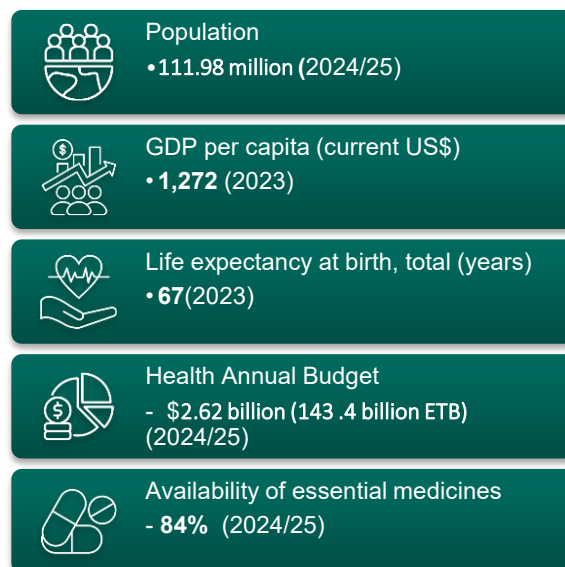 Population
•111.98 million (2024/25)
GDP per capita (current US$)
• 1,272 (2023)
Life expectancy at birth, total (years)
• 67(2023)
Health Annual Budget
- $2.62 billion (143 .4 billion ETB)
(2024/25)
Availability of essential medicines
- 84% (2024/25)